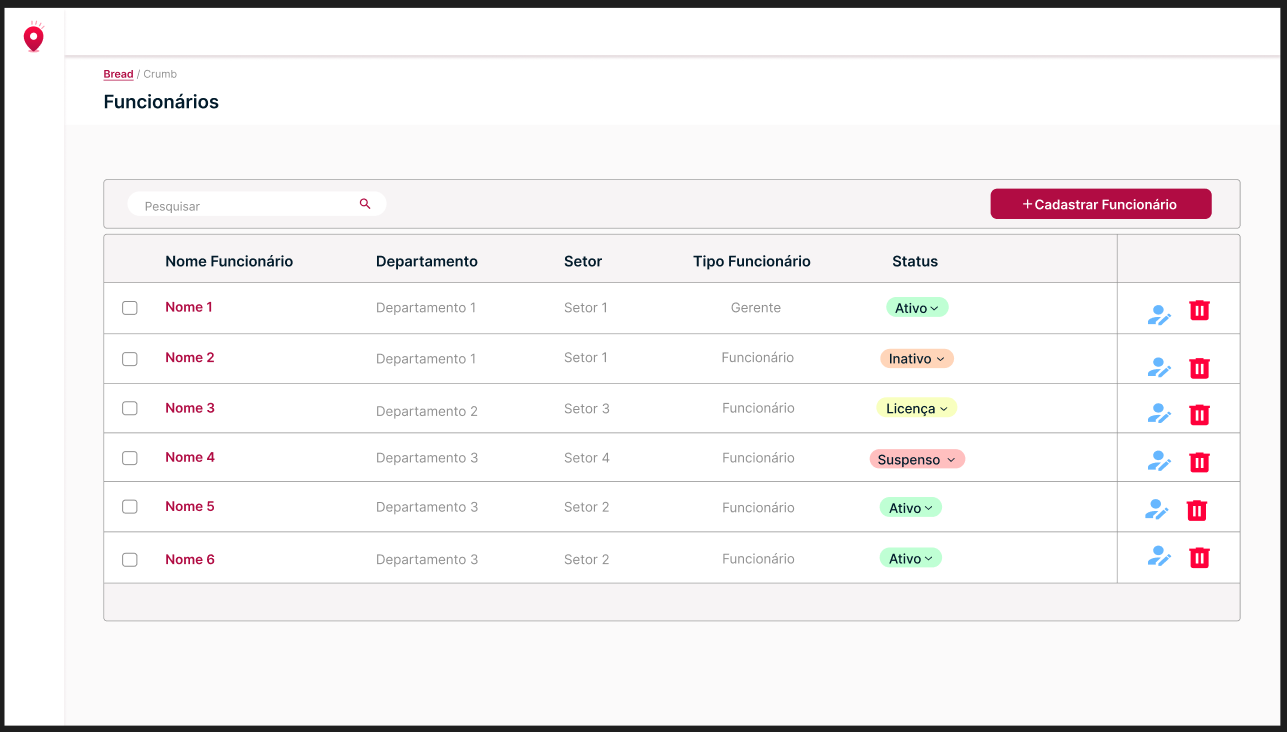 Bread / Crumb
Funcionários
Pesquisar
+ Cadastrar Funcionário
Nome Funcionário Departamento Setor Tipo Funcionário Status
Nome 1 Departamento 1 Setor 1 Gerente Ativo
Nome 2 Departamento 1 Setor 1 Funcionário Inativo
Nome 3 Departamento 2 Setor 3 Funcionário Licença
Nome 4 Departamento 3 Setor 4 Funcionário Suspenso
Nome 5 Departamento 3 Setor 2 Funcionário Ativo
Nome 6 Departamento 3 Setor 2 Funcionário Ativo